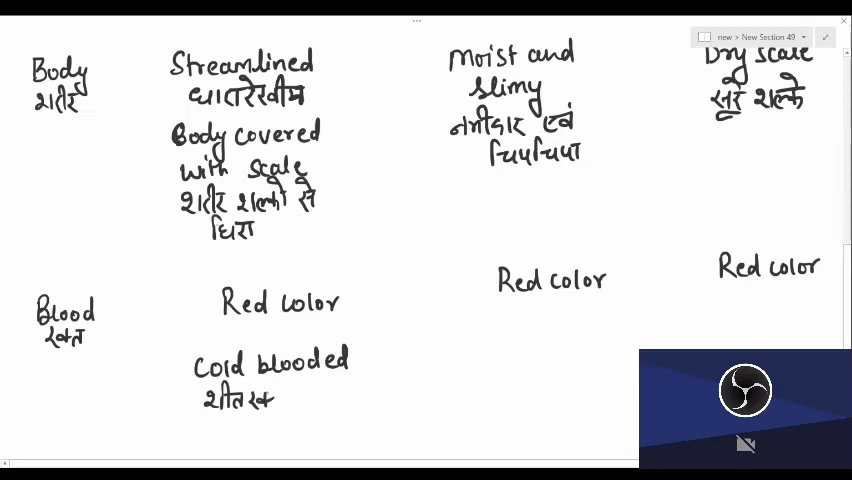 new > New Section 49
Body
शरीर
Streamlined
धारारेखीय
Body covered
with scale
शरीर शल्को से
घिरा
Moist and
slimy
नमीदार एवं
चिपचिपा
Dry scale
शल्के
Blood
रक्त
Red color
Cold blooded
शीत रक
Red color
Red color